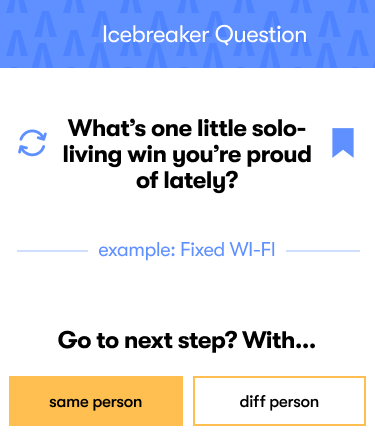 Icebreaker Question
What's one little solo-
living win you're proud
of lately?
example: Fixed WI-FI
Go to next step? With...
same person
diff person